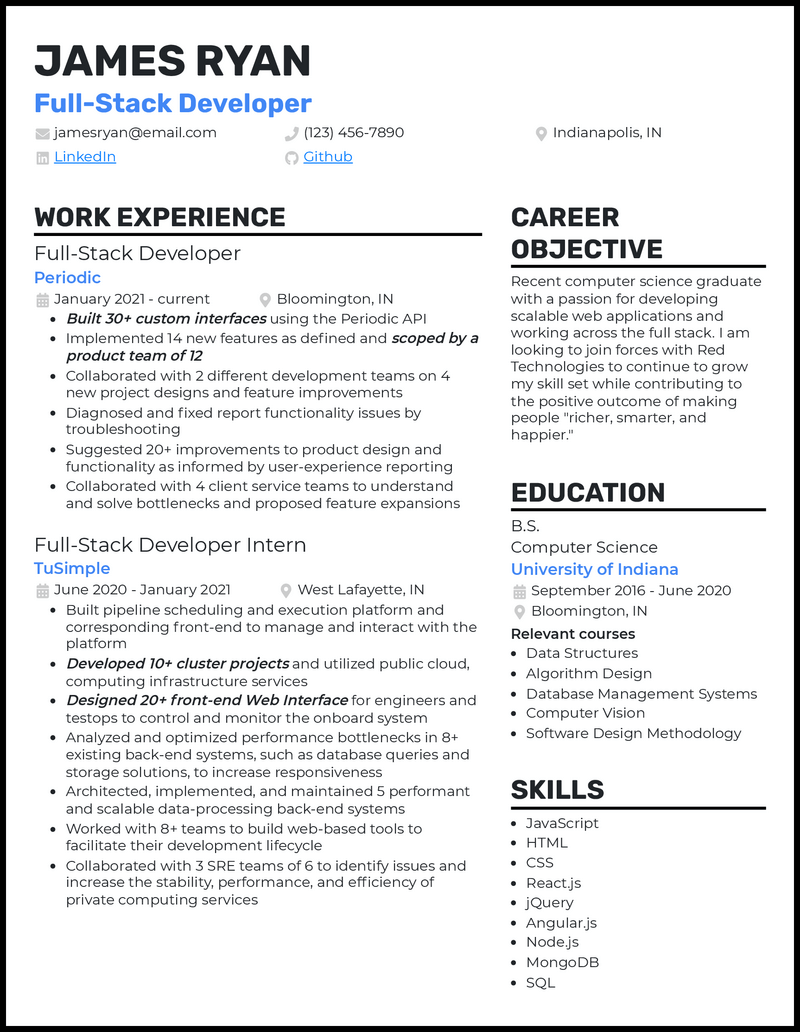 JAMES RYAN
Full-Stack Developer
jamesryan@email.com
(123) 456-7890
Indianapolis, IN
LinkedIn
Github
WORK EXPERIENCE
Full-Stack Developer
Periodic
January 2021 - current
Bloomington, IN
• Built 30+ custom interfaces using the Periodic API
• Implemented 14 new features as defined and scoped by a
product team of 12
• Collaborated with 2 different development teams on 4
new project designs and feature improvements
• Diagnosed and fixed report functionality issues by
troubleshooting
• Suggested 20+ improvements to product design and
functionality as informed by user-experience reporting
• Collaborated with 4 client service teams to understand
and solve bottlenecks and proposed feature expansions
Full-Stack Developer Intern
TuSimple
June 2020 - January 2021
West Lafayette, IN
• Built pipeline scheduling and execution platform and
corresponding front-end to manage and interact with the
platform
• Developed 10+ cluster projects and utilized public cloud,
computing infrastructure services
• Designed 20+ front-end Web Interface for engineers and
testops to control and monitor the onboard system
• Analyzed and optimized performance bottlenecks in 8+
existing back-end systems, such as database queries and
storage solutions, to increase responsiveness
• Architected, implemented, and maintained 5 performant
and scalable data-processing back-end systems
• Worked with 8+ teams to build web-based tools to
facilitate their development lifecycle
• Collaborated with 3 SRE teams of 6 to identify issues and
increase the stability, performance, and efficiency of
private computing services
CAREER
OBJECTIVE
Recent computer science graduate
with a passion for developing
scalable web applications and
working across the full stack. I am
looking to join forces with Red
Technologies to continue to grow
my skill set while contributing to
the positive outcome of making
people "richer, smarter, and
happier."
EDUCATION
B.S.
Computer Science
University of Indiana
September 2016 - June 2020
Bloomington, IN
Relevant courses
• Data Structures
• Algorithm Design
• Database Management Systems
• Computer Vision
• Software Design Methodology
SKILLS
• JavaScript
• HTML
• CSS
• React.js
• jQuery
• Angular.js
• Node.js
• MongoDB
• SQL